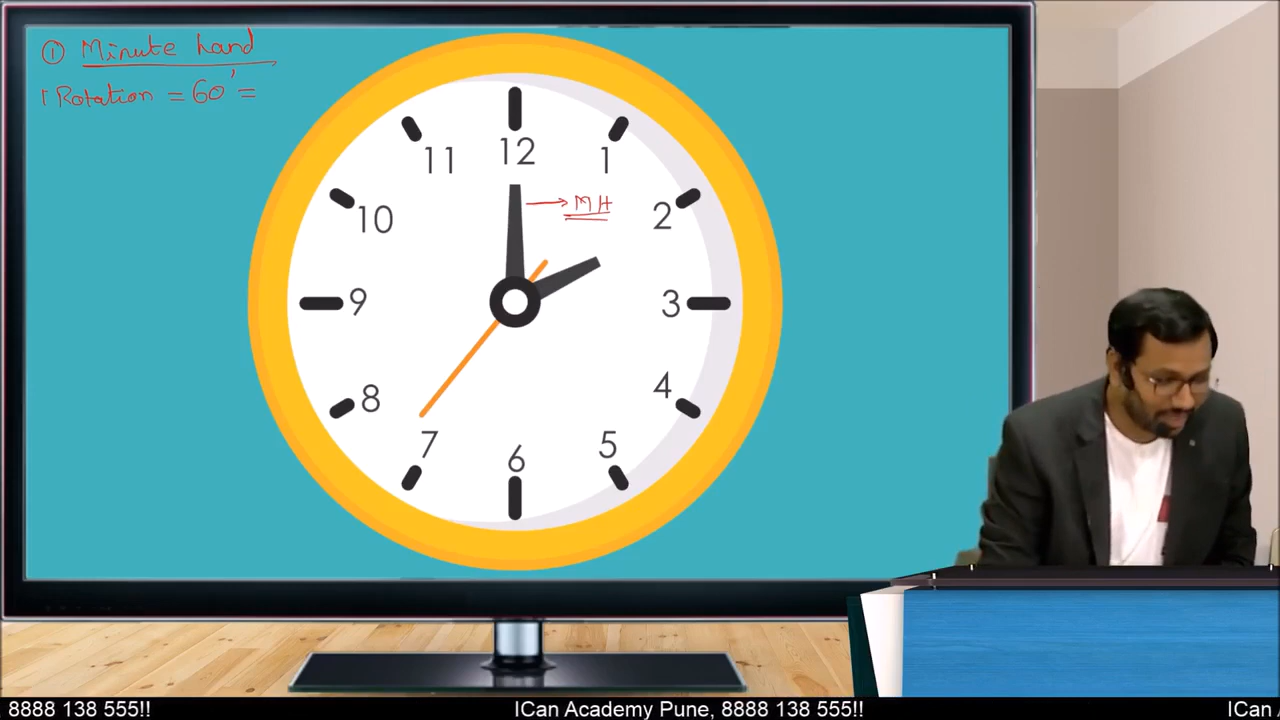 ① Minute hand
1 Rotation = 60' =
12
11
1
MH
10
2
9
3
8
4
7
5
6
8888 138 555!!
ICan Academy Pune, 8888 138 555!!
ICan A